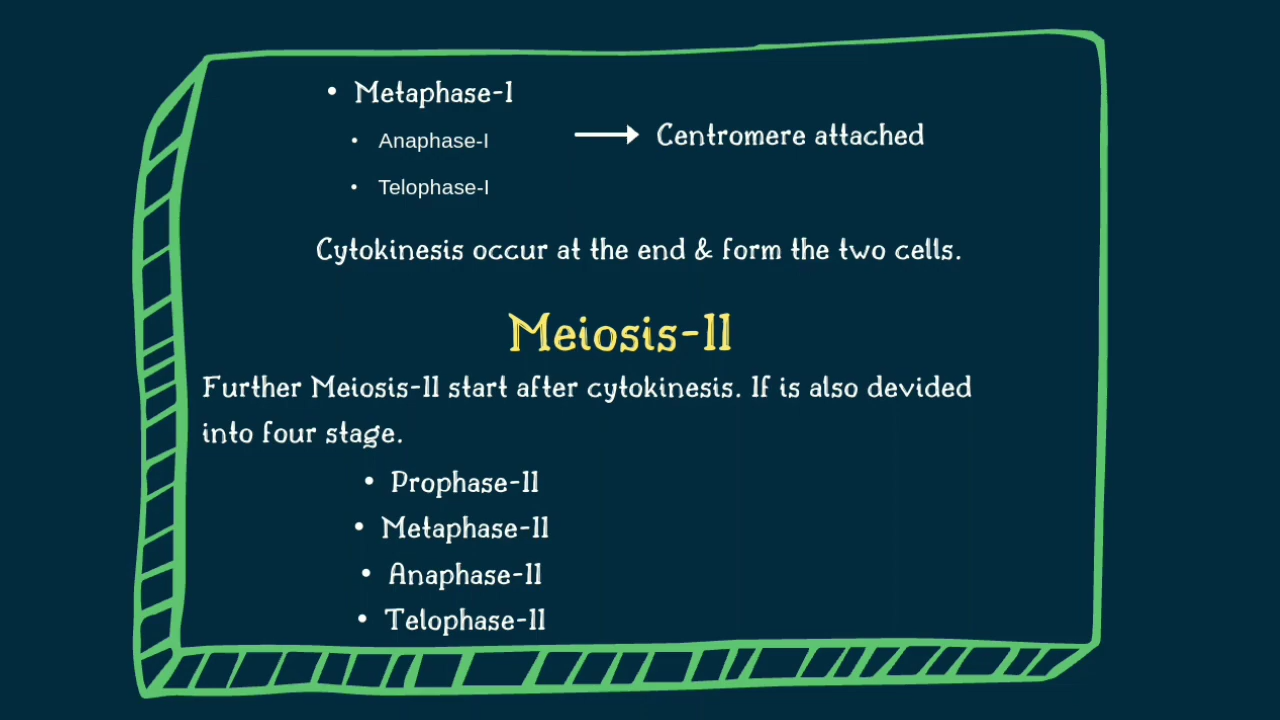 • Metaphase-I
• Anaphase-I
→ Centromere attached
• Telophase-I
Cytokinesis occur at the end & form the two cells.
Meiosis-II
Further Meiosis-II start after cytokinesis. If is also devided
into four stage.
• Prophase-II
• Metaphase-II
• Anaphase-II
• Telophase-II